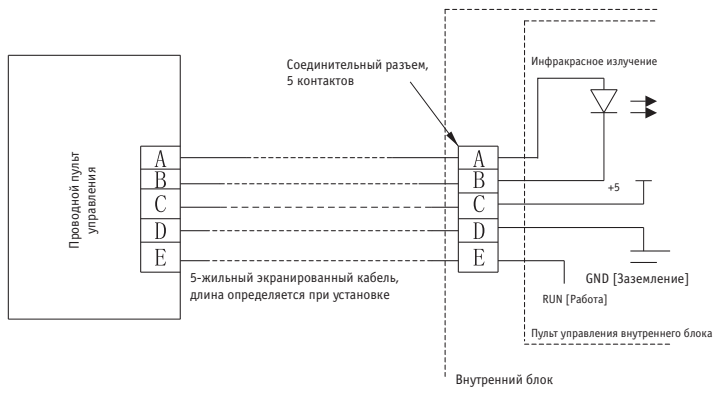 Инфракрасное излучение
Соединительный разъем,
5 контактов
Проводной пульт
управления
A
B
C
D
E
A
B
C
D
E
+5
GND [Заземление]
RUN [Работа]
5-жильный экранированный кабель,
длина определяется при установке
Пульт управления внутреннего блока
Внутренний блок